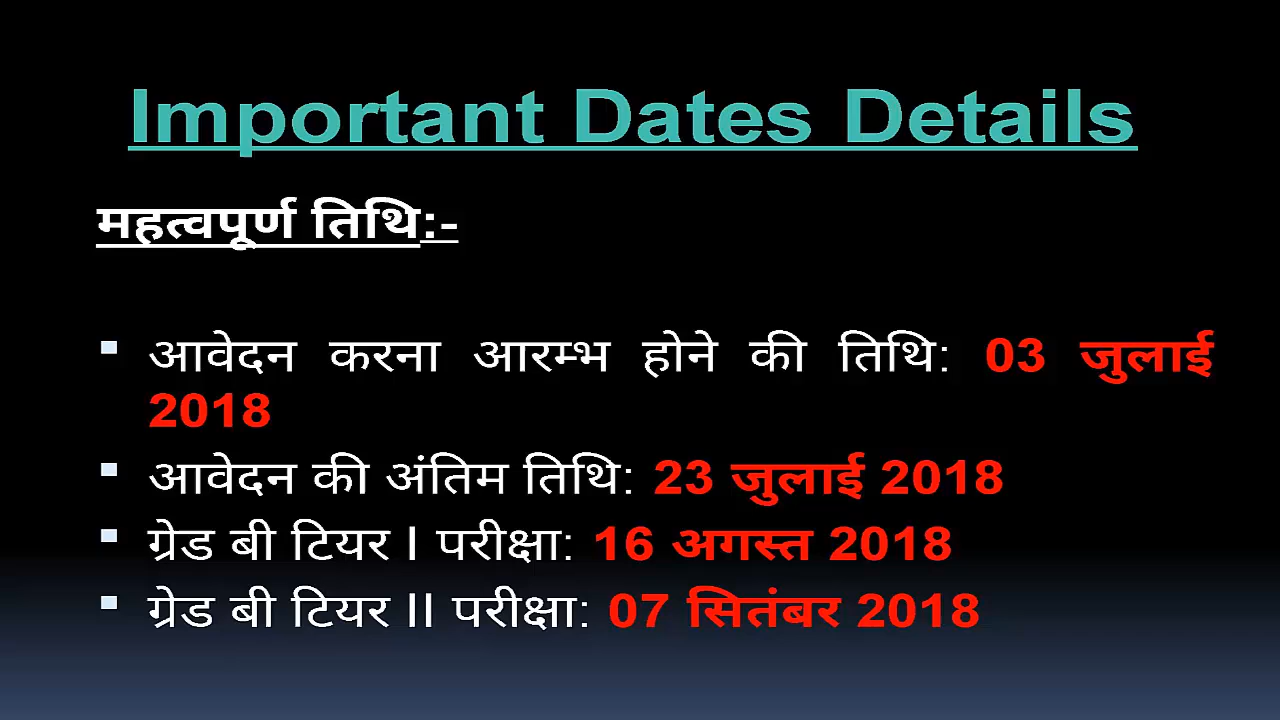 Important Dates Details
महत्वपूर्ण तिथि:-
आवेदन करना आरम्भ होने की तिथि: 03 जुलाई
2018
आवेदन की अंतिम तिथि: 23 जुलाई 2018
ग्रेड बी टियर I परीक्षा: 16 अगस्त 2018
ग्रेड बी टियर II परीक्षा: 07 सितंबर 2018